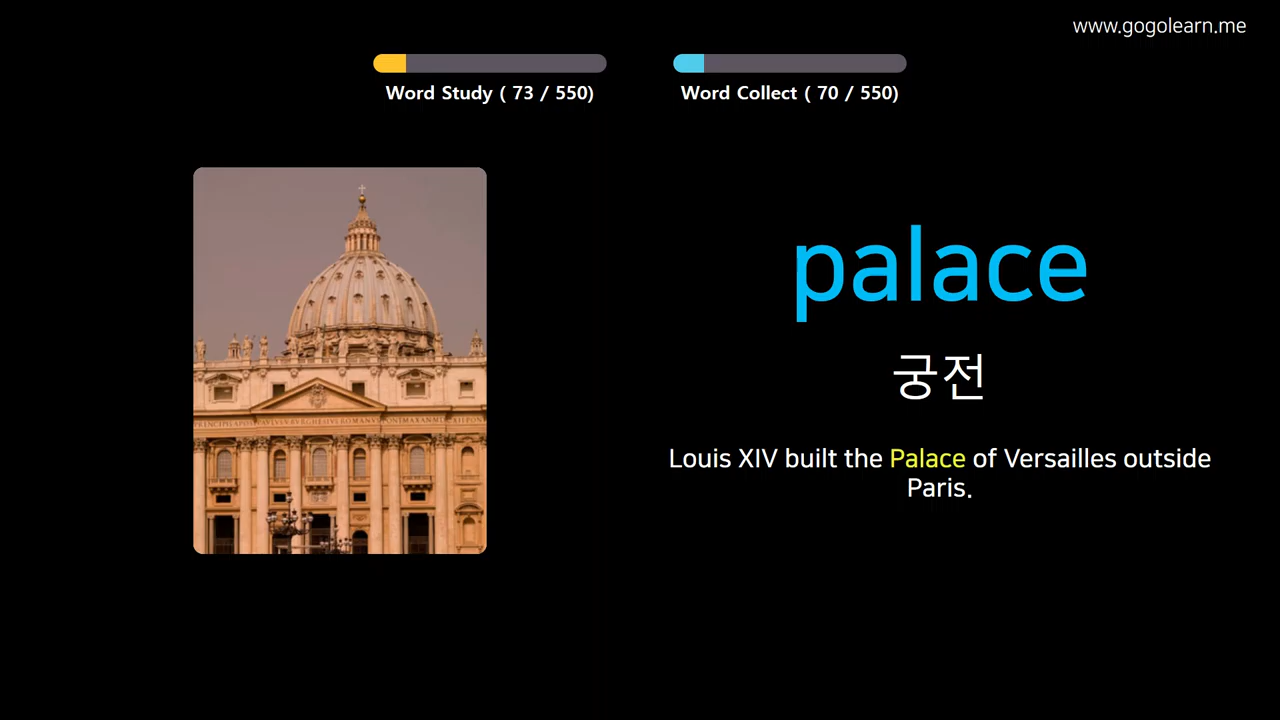 www.gogolearn.me
Word Study ( 73 / 550)
Word Collect ( 70 / 550)
palace
궁전
Louis XIV built the Palace of Versailles outside
Paris.